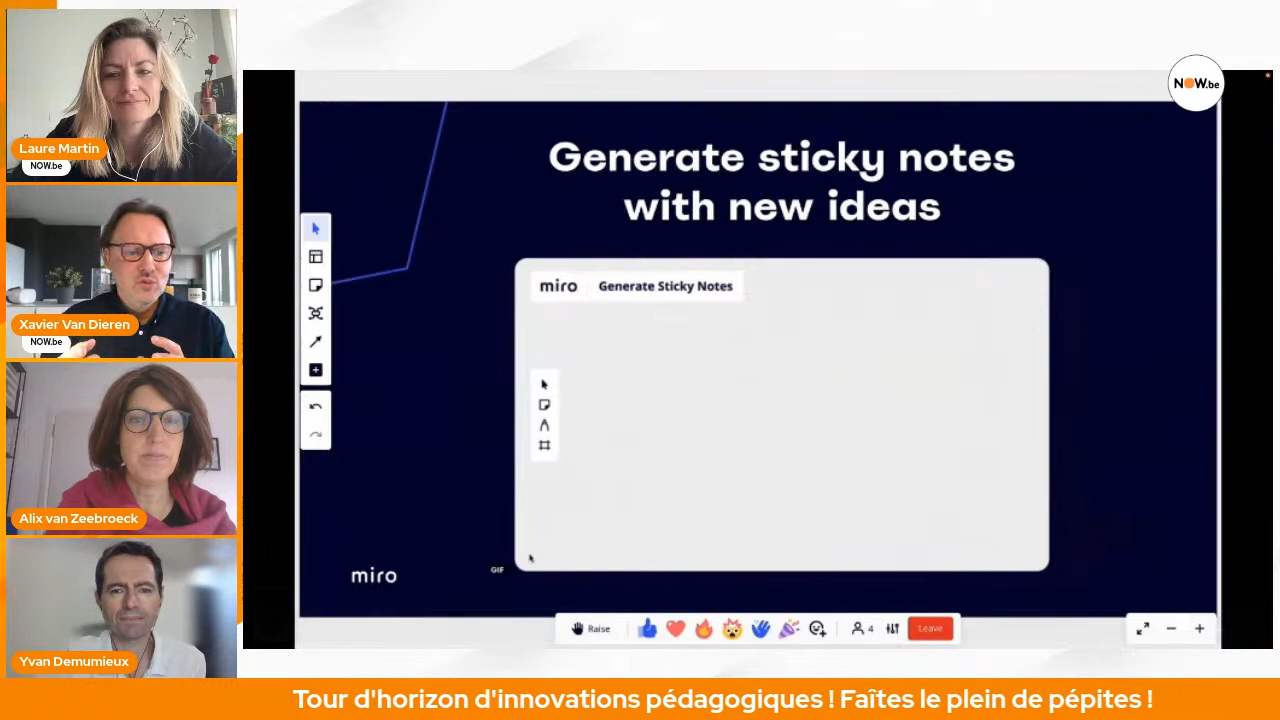 Laure Martin
NOW.be
Xavier Van Dieren
NOW.be
Alix van Zeebroeck
Yvan Demumieux
NOW.be
Generate sticky notes
with new ideas
miro Generate Sticky Notes
miro
GIF
Raise
4
Leave
Tour d'horizon d'innovations pédagogiques ! Faîtes le plein de pépites !